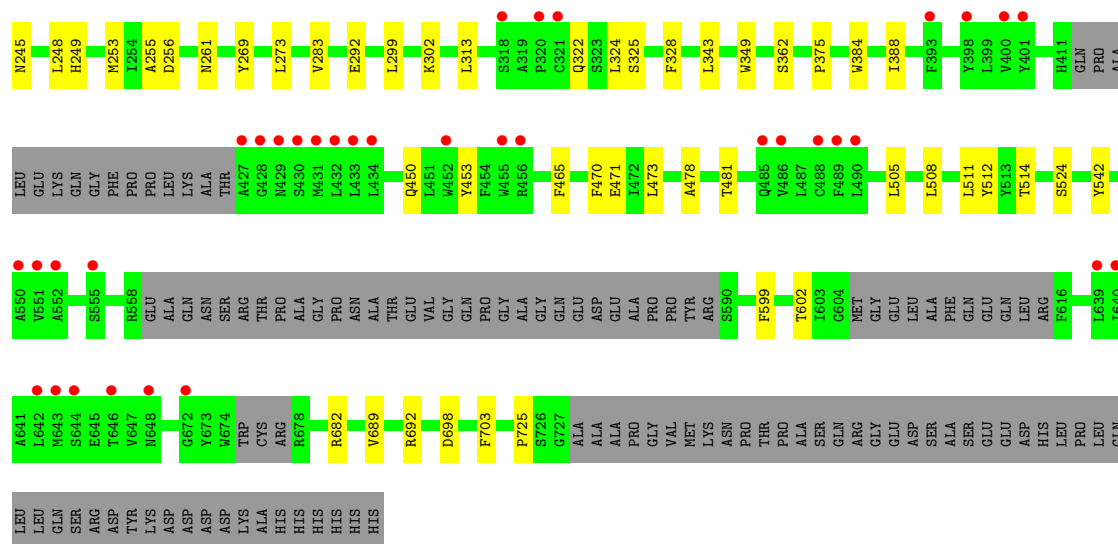 N245 L248 H249 M253 I254 A255 D256 N261 Y269 L273 V283 E292 L299 K302 L313 S318 A319 P320 C321 Q322 S323 L324 S325 F328 L343 W349 S362 P375 W384 I388 F393 Y398 L399 V400 Y401 H411 GLN PRO ALA
LEU GLU LYS GLN GLY PHE PRO PRO LEU LYS ALA THR A427 G428 N429 S430 M431 L432 L433 L434 Q450 L451 W452 Y453 F454 W455 R456 F465 F470 E471 I472 L473 A478 T481 Q485 V486 L487 C488 F489 L490 L505 L508 L511 Y512 Y513 T514 S524 Y542
A550 V551 A552 S555 R558 GLU ALA GLN ASN SER ARG THR PRO ALA GLY PRO ASN ALA THR GLU VAL GLY GLN PRO GLY ALA GLY GLN GLU ASP GLU ALA PRO PRO TYR ARG S590 F599 T602 I603 G604 MET GLY GLU LEU ALA PHE GLN GLU GLN LEU ARG F616 L639 I640
A641 L642 M643 S644 E645 T646 V647 N648 G672 Y673 W674 TRP CYS ARG R678 R682 V689 R692 D698 F703 P725 S726 G727 ALA ALA ALA PRO GLY VAL MET LYS ASN PRO THR PRO ALA SER GLN ARG GLY GLU ASP SER ALA SER GLU GLU ASP HIS LEU PRO LEU GLN
LEU LEU GLN SER ARG ASP TYR LYS ASP ASP ASP ASP LYS ALA HIS HIS HIS HIS HIS HIS